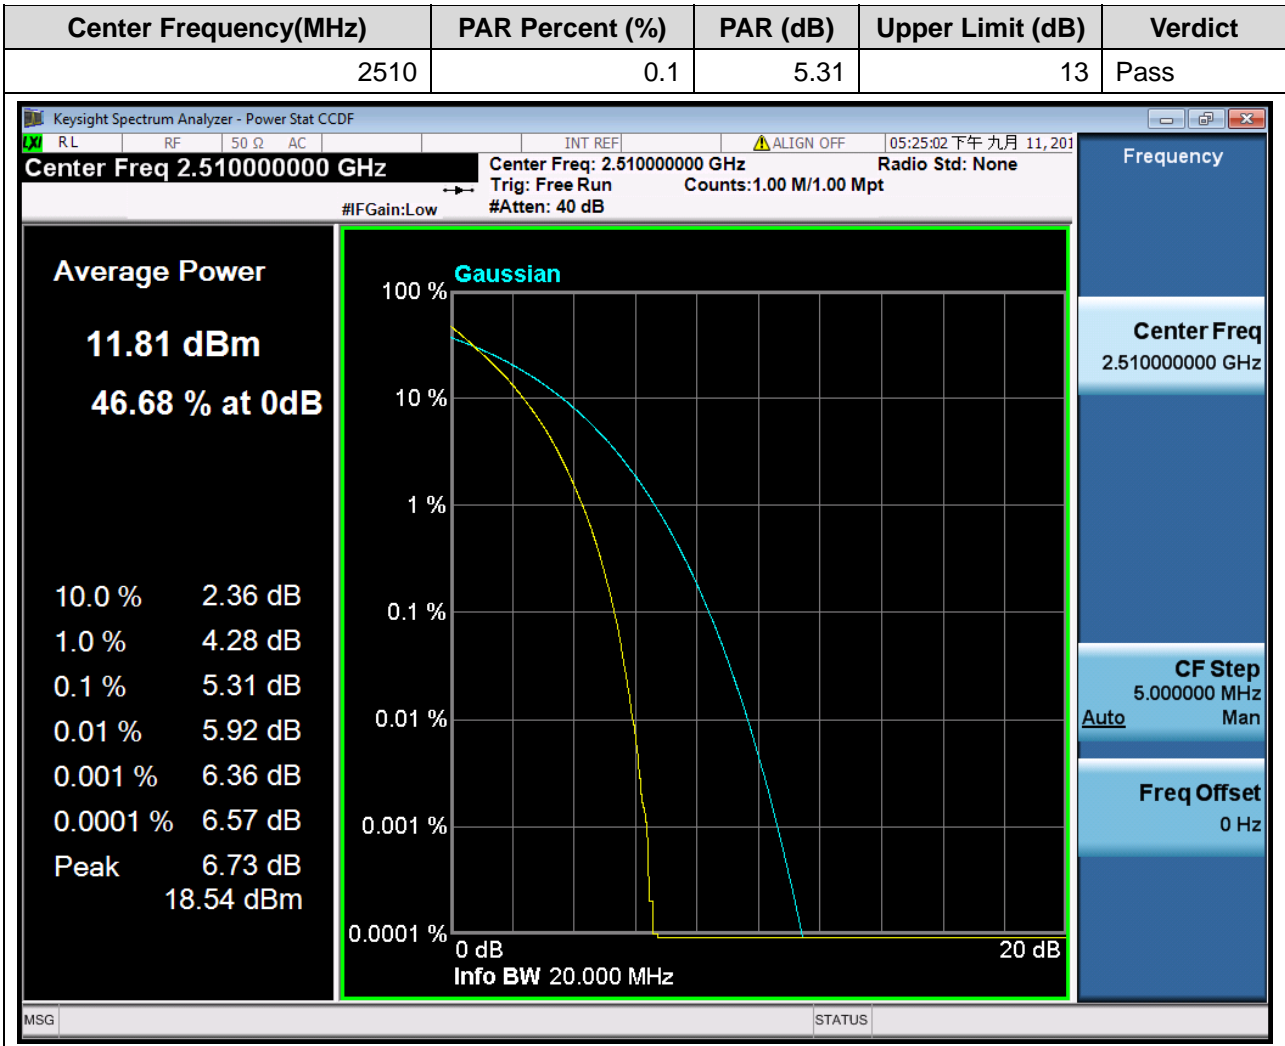 Center Frequency(MHz) PAR Percent (%) PAR (dB) Upper Limit (dB) Verdict
2510 0.1 5.31 13 Pass
Keysight Spectrum Analyzer - Power Stat CCDF
LXI RL RF 50 Ω AC INT REF ALIGN OFF 05:25:02 下午 九月 11, 201
Center Freq 2.510000000 GHz
Center Freq: 2.510000000 GHz Radio Std: None
Trig: Free Run Counts:1.00 M/1.00 Mpt
#IFGain:Low #Atten: 40 dB
Average Power
11.81 dBm
46.68 % at 0dB
10.0 % 2.36 dB
1.0 % 4.28 dB
0.1 % 5.31 dB
0.01 % 5.92 dB
0.001 % 6.36 dB
0.0001 % 6.57 dB
Peak 6.73 dB
18.54 dBm
Gaussian
100 %
10 %
1 %
0.1 %
0.01 %
0.001 %
0.0001 %
0 dB 20 dB
Info BW 20.000 MHz
Frequency
Center Freq
2.510000000 GHz
CF Step
5.000000 MHz
Auto Man
Freq Offset
0 Hz
MSG STATUS